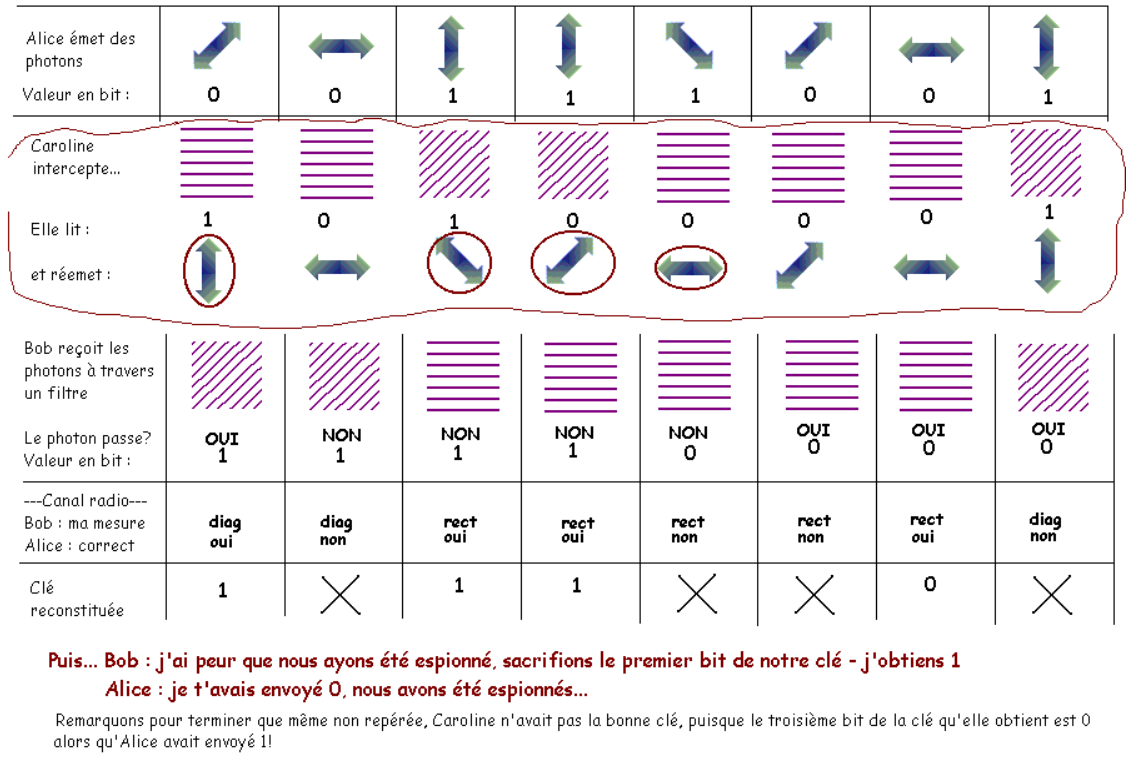 Alice émet des
photons
Valeur en bit : 0 0 1 1 1 0 0 1
Caroline
intercepte...
Elle lit : 1 0 1 0 0 0 0 1
et réemet :
Bob reçoit les
photons à travers
un filtre
Le photon passe? OUI NON NON NON NON OUI OUI OUI
Valeur en bit : 1 1 1 1 0 0 0 0
---Canal radio---
Bob : ma mesure diag diag rect rect rect rect rect diag
Alice : correct oui non oui oui non non oui non
Clé
reconstituée 1 1 1 0
Puis... Bob : j'ai peur que nous ayons été espionné, sacrifions le premier bit de notre clé - j'obtiens 1
Alice : je t'avais envoyé 0, nous avons été espionnés...
Remarquons pour terminer que même non repérée, Caroline n'avait pas la bonne clé, puisque le troisième bit de la clé qu'elle obtient est 0
alors qu'Alice avait envoyé 1!